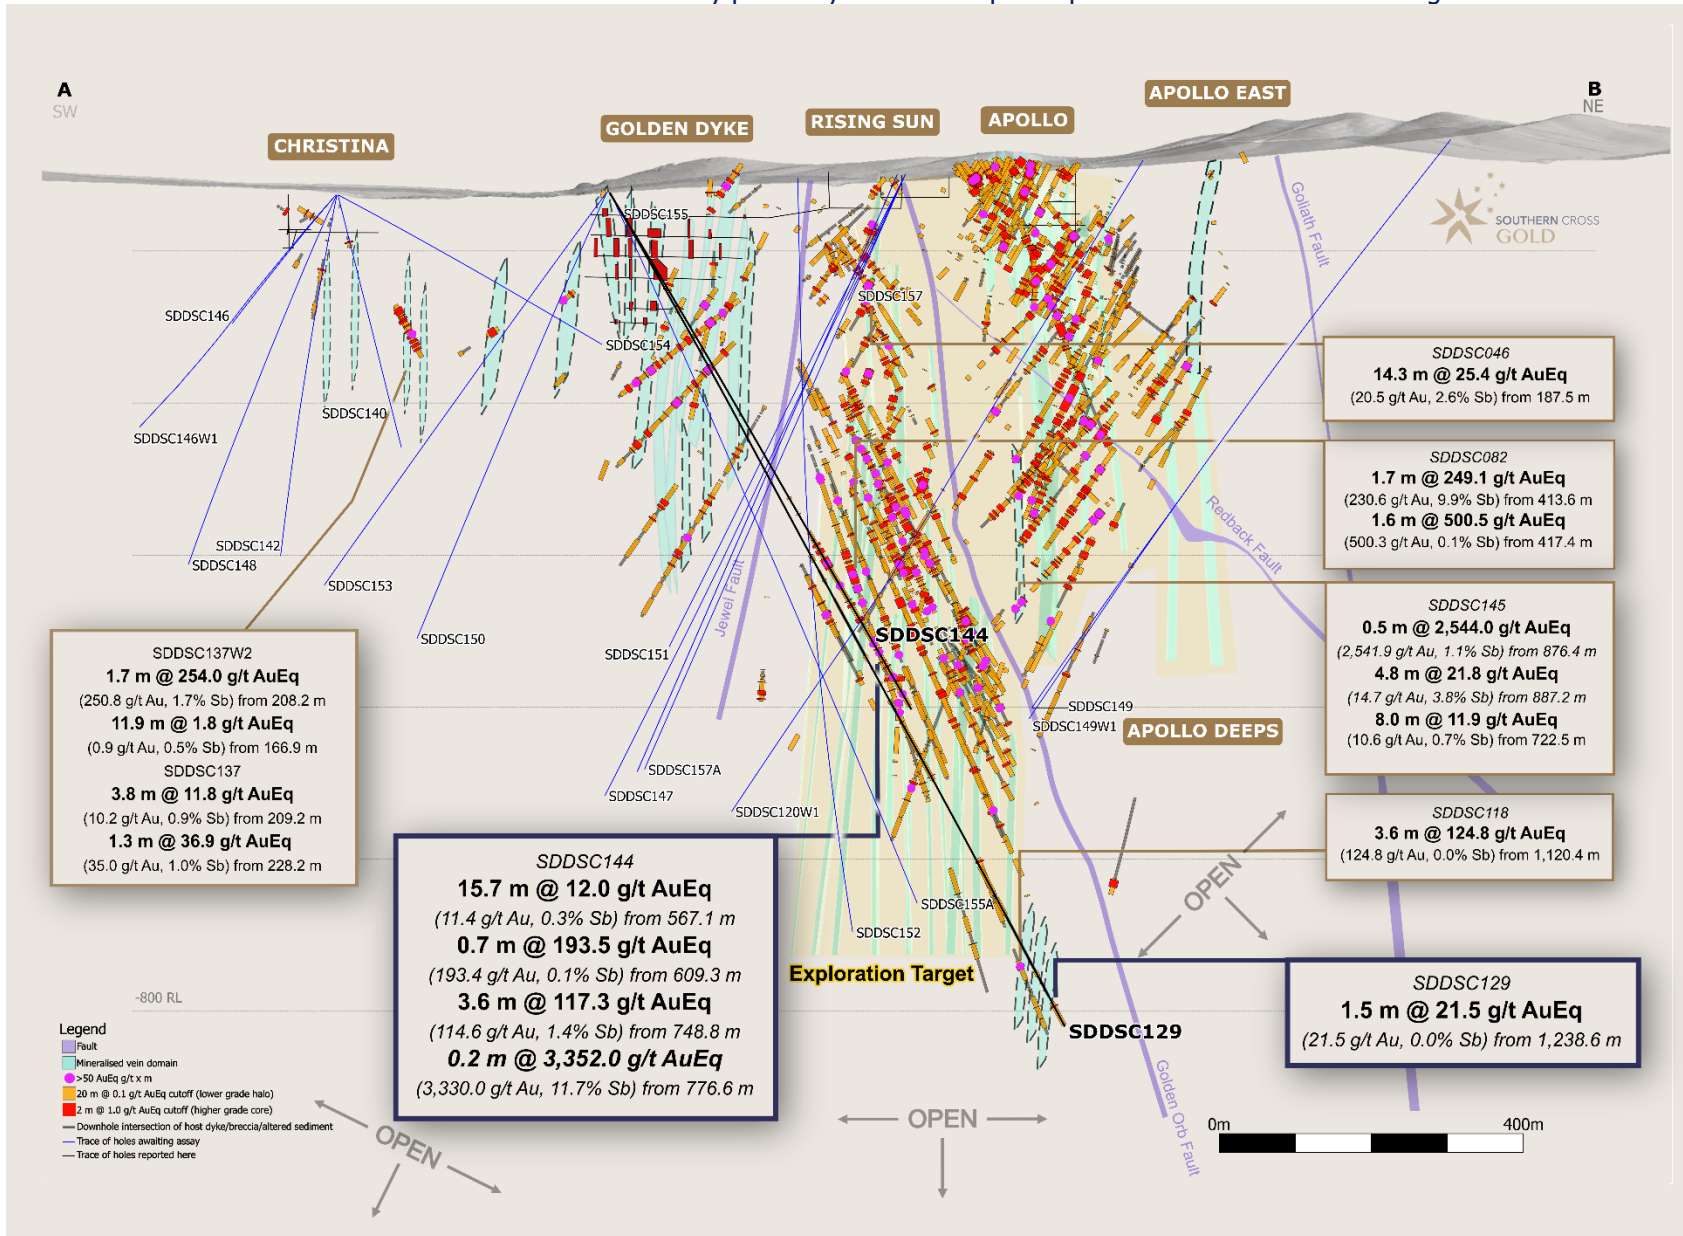 A
SW
B
NE
CHRISTINA
GOLDEN DYKE
RISING SUN
APOLLO
APOLLO EAST
SOUTHERN CROSS
GOLD
Goliath Fault
SDDSC155
SDDSC157
SDDSC146
SDDSC154
SDDSC140
SDDSC146W1
SDDSC142
SDDSC148
SDDSC153
SDDSC150
SDDSC151
Jewel Fault
Redback Fault
SDDSC144
SDDSC149
SDDSC149W1
APOLLO DEEPS
SDDSC157A
SDDSC147
SDDSC120W1
SDDSC155A
SDDSC152
Exploration Target
SDDSC129
Golden Orb Fault
SDDSC046
14.3 m @ 25.4 g/t AuEq
(20.5 g/t Au, 2.6% Sb) from 187.5 m
SDDSC082
1.7 m @ 249.1 g/t AuEq
(230.6 g/t Au, 9.9% Sb) from 413.6 m
1.6 m @ 500.5 g/t AuEq
(500.3 g/t Au, 0.1% Sb) from 417.4 m
SDDSC145
0.5 m @ 2,544.0 g/t AuEq
(2,541.9 g/t Au, 1.1% Sb) from 876.4 m
4.8 m @ 21.8 g/t AuEq
(14.7 g/t Au, 3.8% Sb) from 887.2 m
8.0 m @ 11.9 g/t AuEq
(10.6 g/t Au, 0.7% Sb) from 722.5 m
SDDSC118
3.6 m @ 124.8 g/t AuEq
(124.8 g/t Au, 0.0% Sb) from 1,120.4 m
SDDSC137W2
1.7 m @ 254.0 g/t AuEq
(250.8 g/t Au, 1.7% Sb) from 208.2 m
11.9 m @ 1.8 g/t AuEq
(0.9 g/t Au, 0.5% Sb) from 166.9 m
SDDSC137
3.8 m @ 11.8 g/t AuEq
(10.2 g/t Au, 0.9% Sb) from 209.2 m
1.3 m @ 36.9 g/t AuEq
(35.0 g/t Au, 1.0% Sb) from 228.2 m
SDDSC144
15.7 m @ 12.0 g/t AuEq
(11.4 g/t Au, 0.3% Sb) from 567.1 m
0.7 m @ 193.5 g/t AuEq
(193.4 g/t Au, 0.1% Sb) from 609.3 m
3.6 m @ 117.3 g/t AuEq
(114.6 g/t Au, 1.4% Sb) from 748.8 m
0.2 m @ 3,352.0 g/t AuEq
(3,330.0 g/t Au, 11.7% Sb) from 776.6 m
SDDSC129
1.5 m @ 21.5 g/t AuEq
(21.5 g/t Au, 0.0% Sb) from 1,238.6 m
OPEN
OPEN
OPEN
-800 RL
Legend
Fault
Mineralised vein domain
>50 AuEq g/t x m
20 m @ 0.1 g/t AuEq cutoff (lower grade halo)
2 m @ 1.0 g/t AuEq cutoff (higher grade core)
Downhole intersection of host dyke/breccia/altered sediment
Trace of holes awaiting assay
Trace of holes reported here
0m
400m